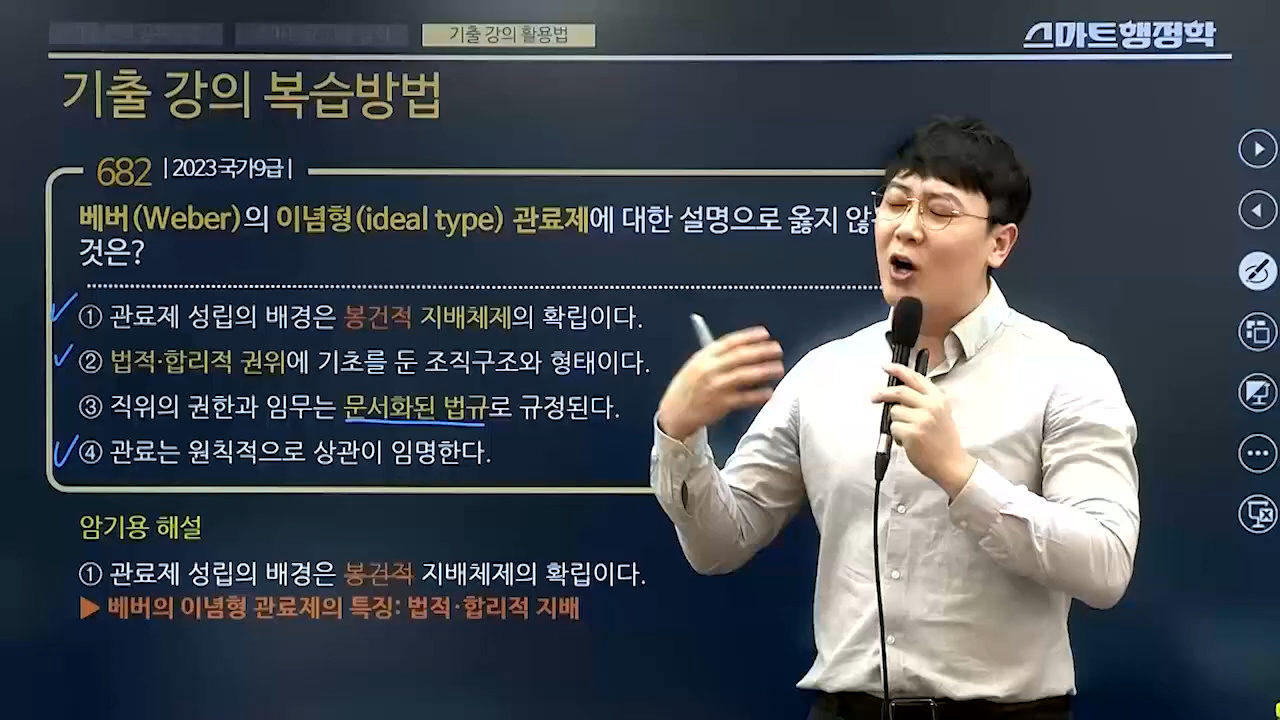 기출 강의 활용법
스마트행정학
기출 강의 복습방법
682 | 2023 국가9급 |
베버(Weber)의 이념형(ideal type) 관료제에 대한 설명으로 옳지 않
것은?
① 관료제 성립의 배경은 봉건적 지배체제의 확립이다.
② 법적·합리적 권위에 기초를 둔 조직구조와 형태이다.
③ 직위의 권한과 임무는 문서화된 법규로 규정된다.
④ 관료는 원칙적으로 상관이 임명한다.
암기용 해설
① 관료제 성립의 배경은 봉건적 지배체제의 확립이다.
▶ 베버의 이념형 관료제의 특징: 법적·합리적 지배